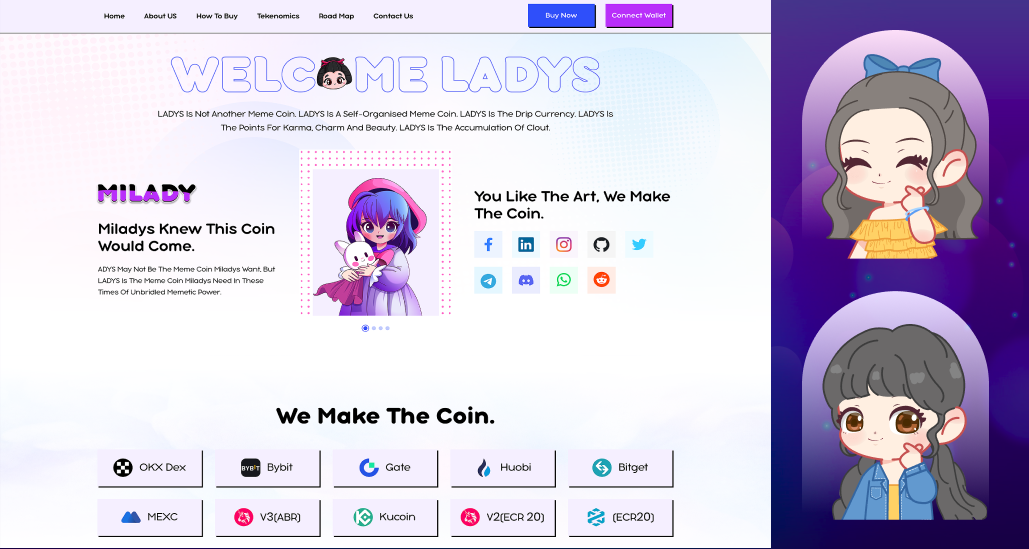 Home About US How To Buy Tekenomics Road Map Contact Us Buy Now Connect Wallet
WELCOME LADYS
LADYS Is Not Another Meme Coin. LADYS Is A Self-Organised Meme Coin. LADYS Is The Drip Currency. LADYS Is
The Points For Karma, Charm And Beauty. LADYS Is The Accumulation Of Clout.
MILADY
Miladys Knew This Coin
Would Come.
ADYS May Not Be The Meme Coin Miladys Want, But
LADYS Is The Meme Coin Miladys Need In These
Times Of Unbridled Memetic Power.
You Like The Art, We Make
The Coin.
We Make The Coin.
OKX Dex
BYBIT Bybit
Gate
Huobi
Bitget
MEXC
V3(ABR)
Kucoin
V2(ECR 20)
(ECR20)